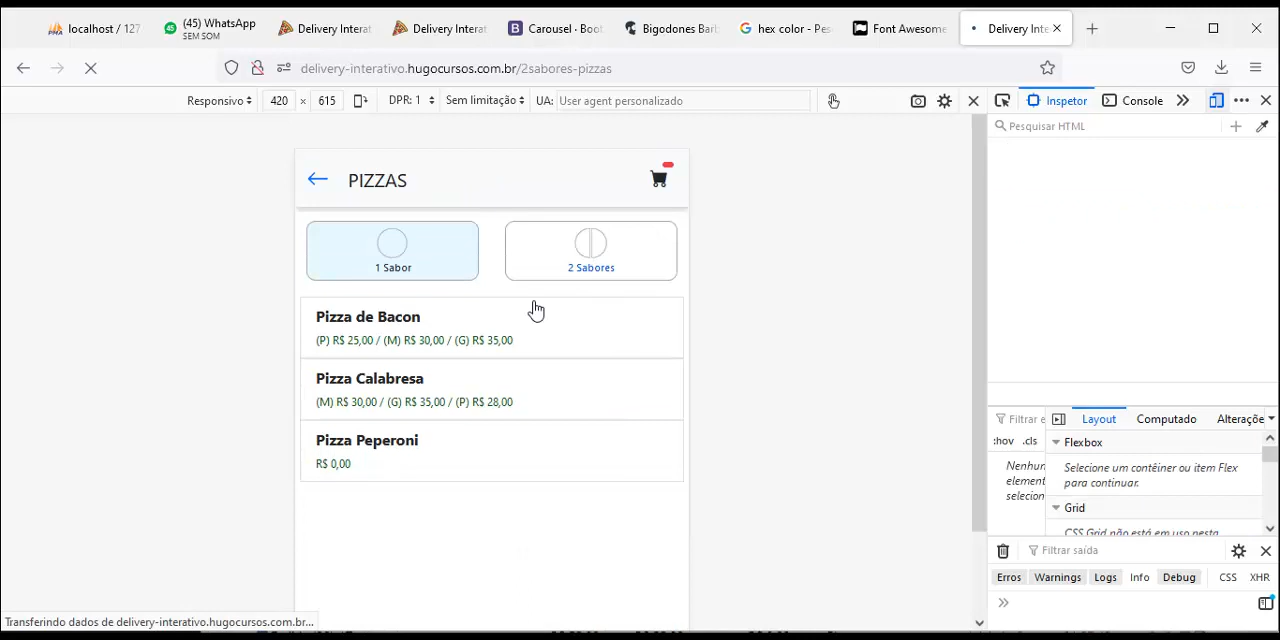 localhost / 127
(45) WhatsApp
SEM SOM
Delivery Interat
Delivery Interat
Carousel · Boot
Bigodones Barb
hex color - Pes
Font Awesome
Delivery Inte
delivery-interativo.hugocursos.com.br/2sabores-pizzas
Responsivo
420 × 615
DPR: 1
Sem limitação
UA: User agent personalizado
Inspetor
Console
Pesquisar HTML
PIZZAS
1 Sabor
2 Sabores
Pizza de Bacon
(P) R$ 25,00 / (M) R$ 30,00 / (G) R$ 35,00
Pizza Calabresa
(M) R$ 30,00 / (G) R$ 35,00 / (P) R$ 28,00
Pizza Peperoni
R$ 0,00
Filtrar e
Layout
Computado
Alteraçõe
:hov .cls
Flexbox
Nenhun
element
selecion
Selecione um contêiner ou item Flex
para continuar.
Grid
CSS Grid não está em uso nesta
Filtrar saída
Erros
Warnings
Logs
Info
Debug
CSS
XHR
Transferindo dados de delivery-interativo.hugocursos.com.br...